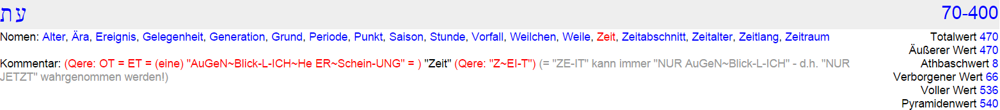 עת 70-400
Nomen: Alter, Ära, Ereignis, Gelegenheit, Generation, Grund, Periode, Punkt, Saison, Stunde, Vorfall, Weilchen, Weile, Zeit, Zeitabschnitt, Zeitalter, Zeitlang, Zeitraum
Kommentar: (Qere: OT = ET = (eine) "AuGeN~Blick-L-ICH~He ER~Schein-UNG" = ) "Zeit" (Qere: "Z~EI-T") (= "ZE-IT" kann immer "NUR AuGeN~Blick-L-ICH" - d.h. "NUR
JETZT" wahrgenommen werden!)
Totalwert 470
Äußerer Wert 470
Athbaschwert 8
Verborgener Wert 66
Voller Wert 536
Pyramidenwert 540